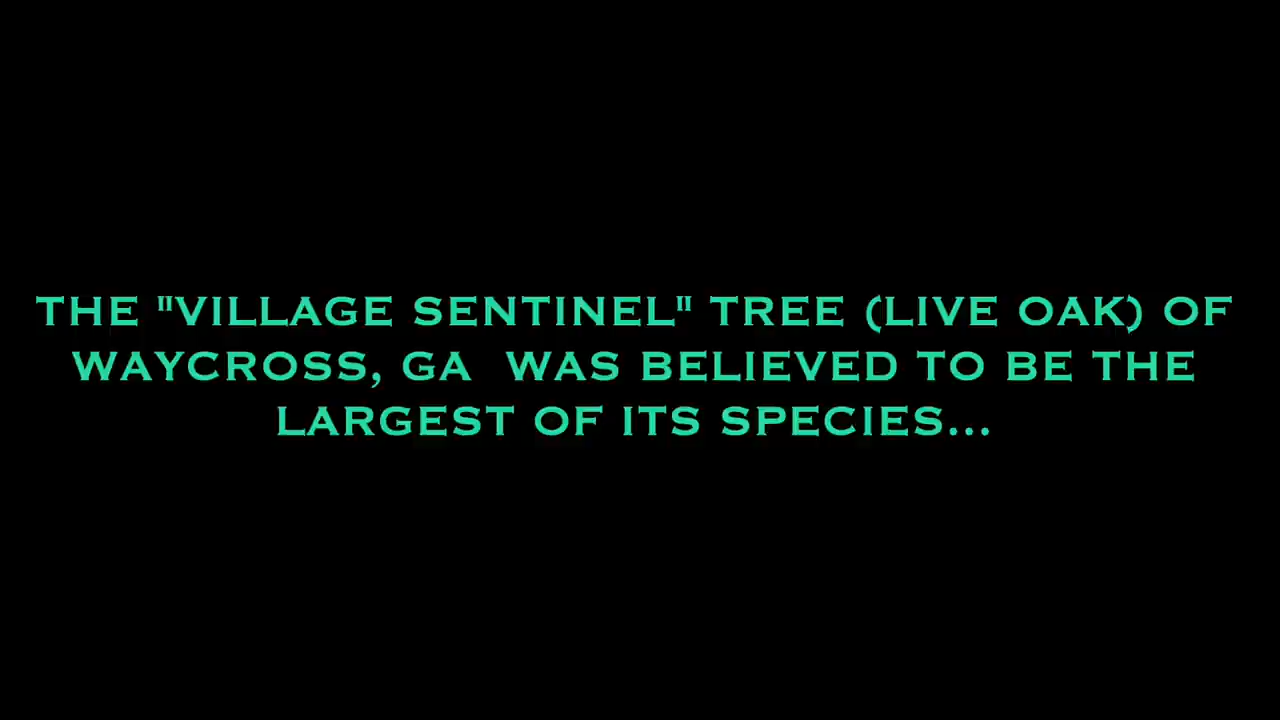 THE "VILLAGE SENTINEL" TREE (LIVE OAK) OF
WAYCROSS, GA  WAS BELIEVED TO BE THE
LARGEST OF ITS SPECIES...